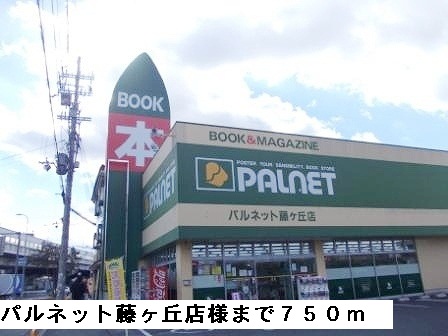 BOOK
本
BOOK&MAGAZINE
FOSTER YOUR SENSIBILITY, BOOK STORE
PALNET
パルネット藤ヶ丘店
PALNET
パルネット藤ヶ丘店様まで７５０ｍ